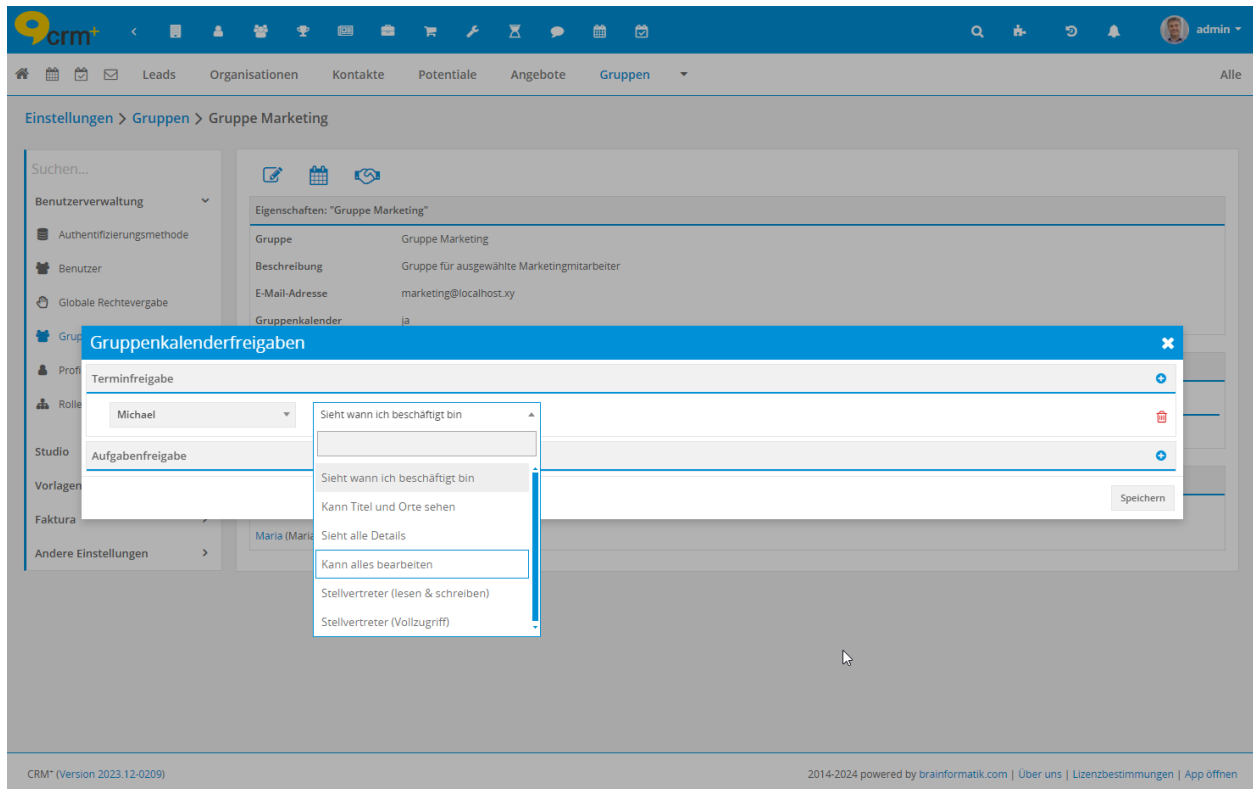 crm+
admin
Leads Organisationen Kontakte Potentiale Angebote Gruppen Alle
Einstellungen > Gruppen > Gruppe Marketing
Suchen...
Benutzerverwaltung
Authentifizierungsmethode
Benutzer
Globale Rechtevergabe
Grup
Profi
Rolle
Studio
Vorlagen
Faktura
Andere Einstellungen
Eigenschaften: "Gruppe Marketing"
Gruppe Gruppe Marketing
Beschreibung Gruppe für ausgewählte Marketingmitarbeiter
E-Mail-Adresse marketing@localhost.xy
Gruppenkalender ja
Gruppenkalenderfreigaben
Terminfreigabe
Michael Sieht wann ich beschäftigt bin
Aufgabenfreigabe
Sieht wann ich beschäftigt bin
Kann Titel und Orte sehen
Sieht alle Details
Kann alles bearbeiten
Stellvertreter (lesen & schreiben)
Stellvertreter (Vollzugriff)
Speichern
Maria (Maria
CRM+ (Version 2023.12-0209)
2014-2024 powered by brainformatik.com | Über uns | Lizenzbestimmungen | App öffnen